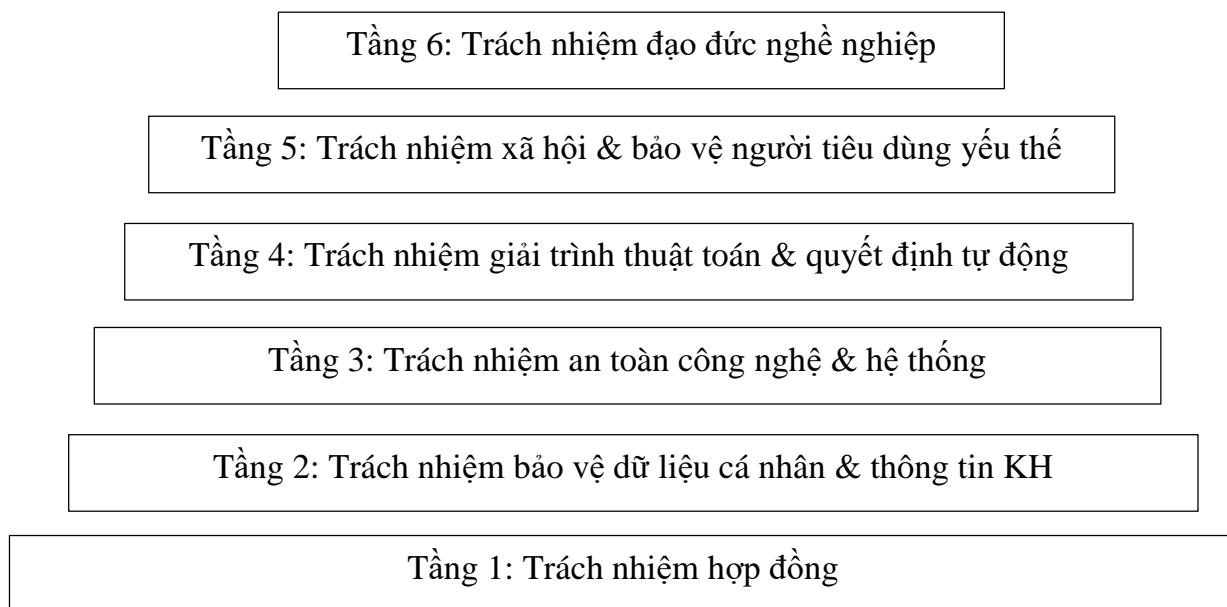 Tầng 6: Trách nhiệm đạo đức nghề nghiệp
Tầng 5: Trách nhiệm xã hội & bảo vệ người tiêu dùng yếu thế
Tầng 4: Trách nhiệm giải trình thuật toán & quyết định tự động
Tầng 3: Trách nhiệm an toàn công nghệ & hệ thống
Tầng 2: Trách nhiệm bảo vệ dữ liệu cá nhân & thông tin KH
Tầng 1: Trách nhiệm hợp đồng